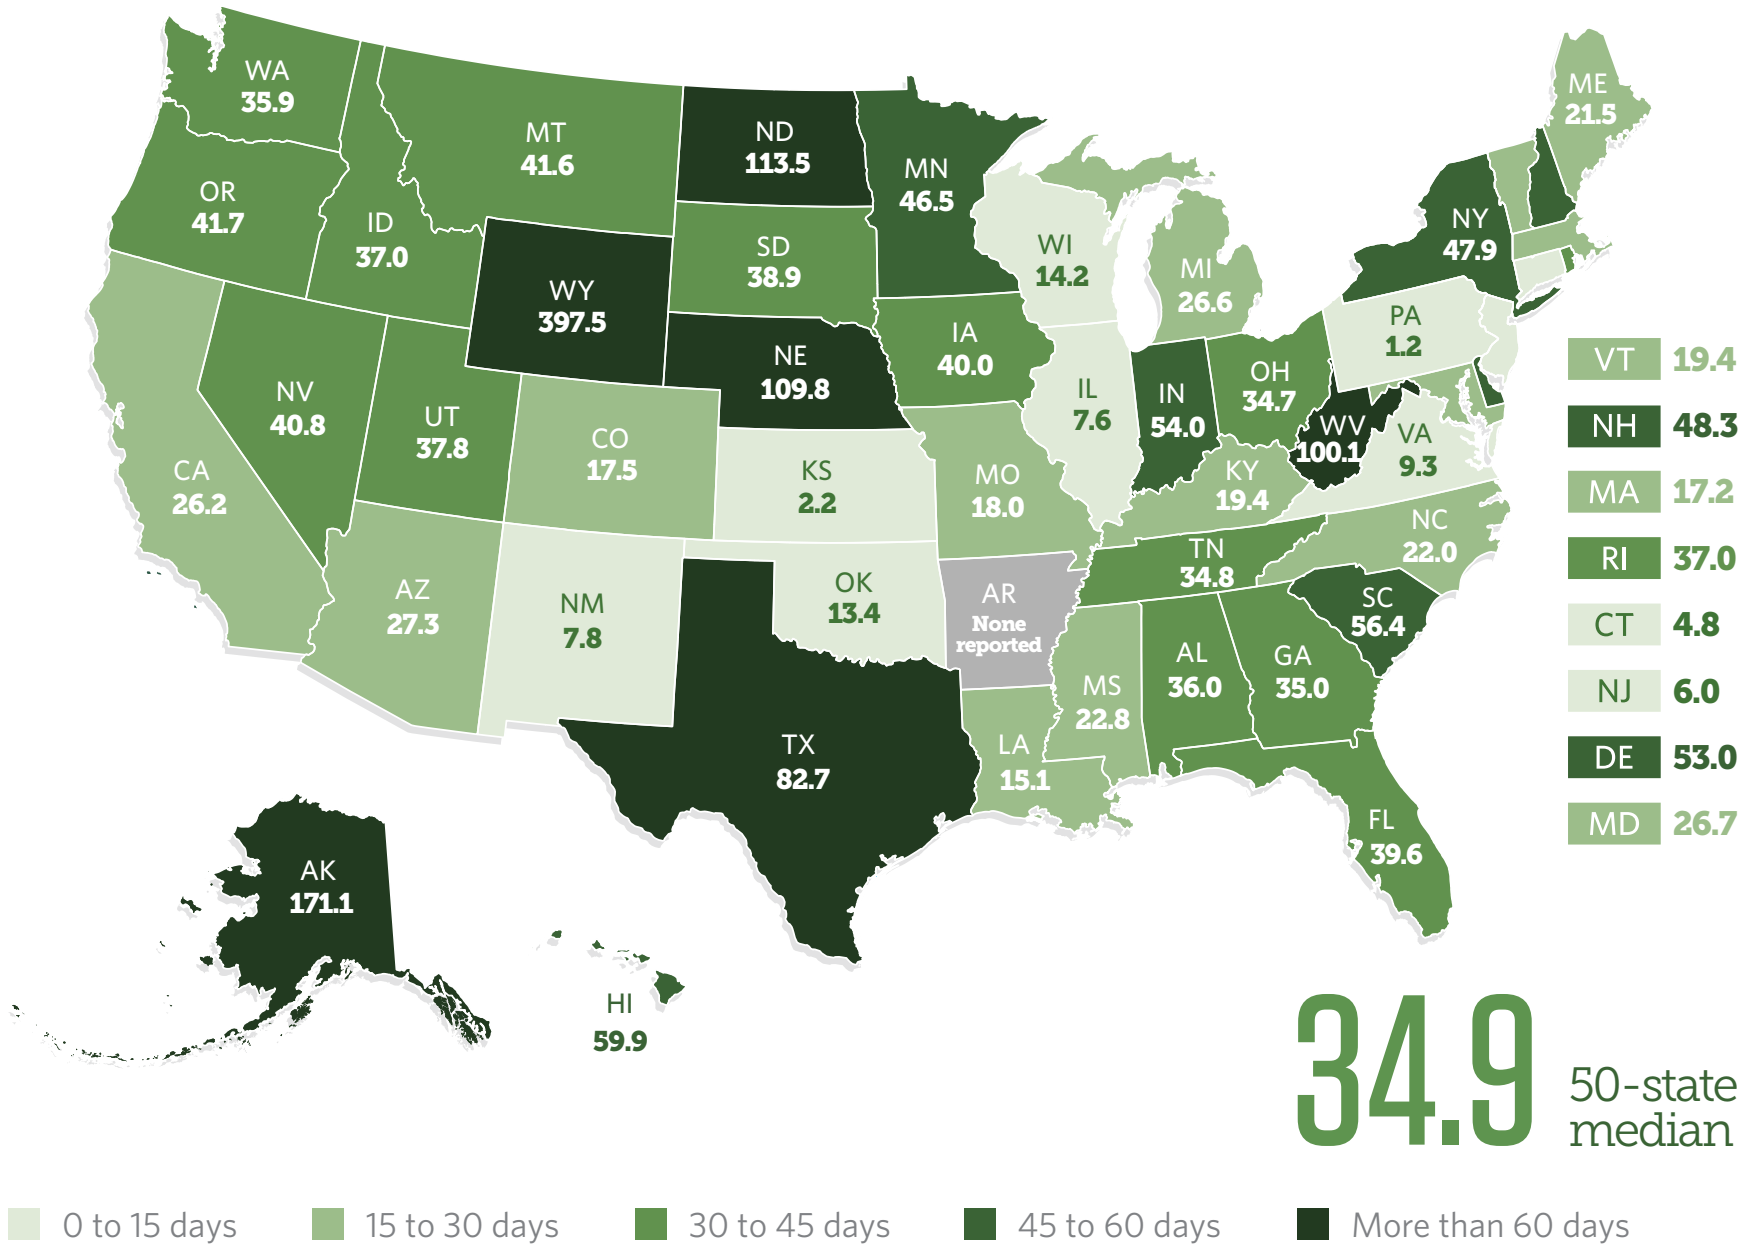 WA
35.9
MT
41.6
ND
113.5
MN
46.5
ME
21.5
OR
41.7
ID
37.0
SD
38.9
WI
14.2
MI
26.6
NY
47.9
WY
397.5
IA
40.0
NE
109.8
PA
1.2
NV
40.8
UT
37.8
CO
17.5
IL
7.6
IN
54.0
OH
34.7
WV
100.1
VA
9.3
CA
26.2
KS
2.2
MO
18.0
KY
19.4
NC
22.0
TN
34.8
AZ
27.3
NM
7.8
OK
13.4
AR
None
reported
SC
56.4
MS
22.8
AL
36.0
GA
35.0
TX
82.7
LA
15.1
FL
39.6
AK
171.1
HI
59.9
VT 19.4
NH 48.3
MA 17.2
RI 37.0
CT 4.8
NJ 6.0
DE 53.0
MD 26.7
34.9
50-state
median
0 to 15 days
15 to 30 days
30 to 45 days
45 to 60 days
More than 60 days